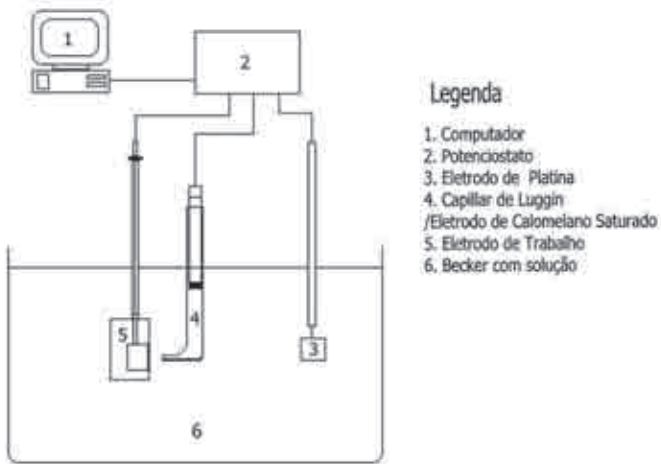 1
2
5
4
3
6
Legenda
1. Computador
2. Potenciostato
3. Eletrodo de Platina
4. Capillar de Luggin
/Eletrodo de Calomelano Saturado
5. Eletrodo de Trabalho
6. Becker com solução